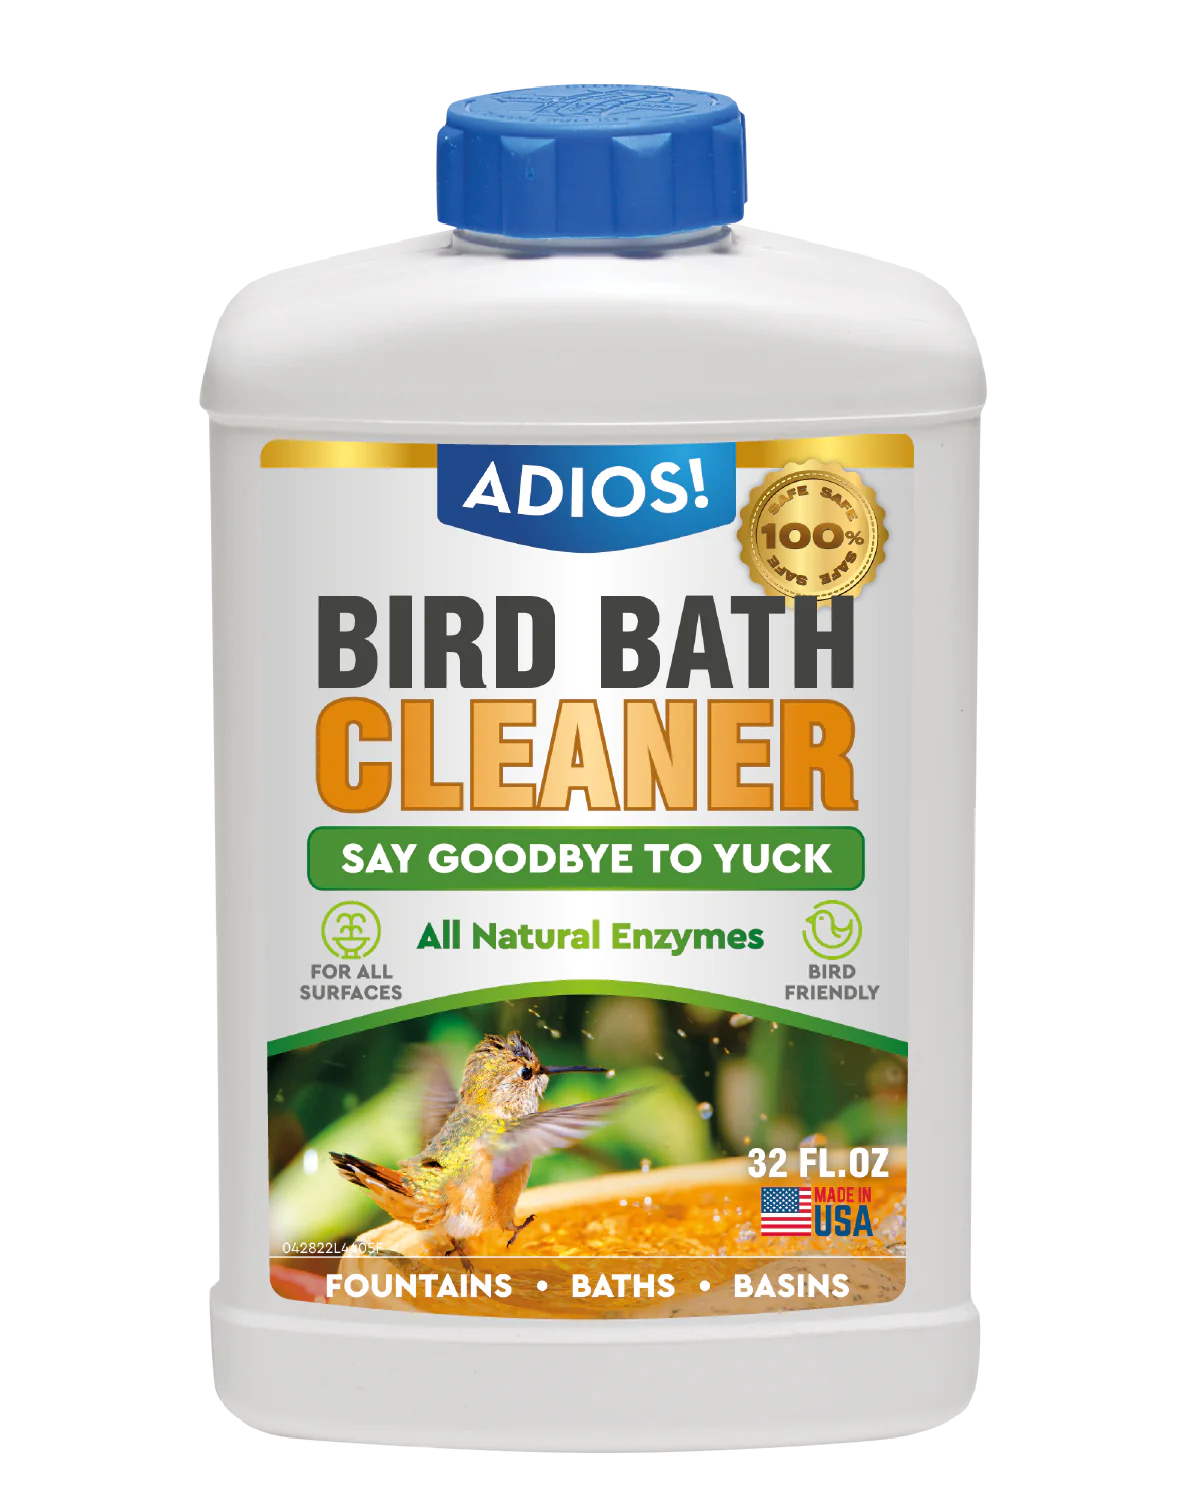 ADIOS!
SAFE SAFE
100%
SAFE SAFE SAFE
BIRD BATH
CLEANER
SAY GOODBYE TO YUCK
All Natural Enzymes
FOR ALL
SURFACES
BIRD
FRIENDLY
32 FL.OZ
MADE IN
USA
FOUNTAINS • BATHS • BASINS